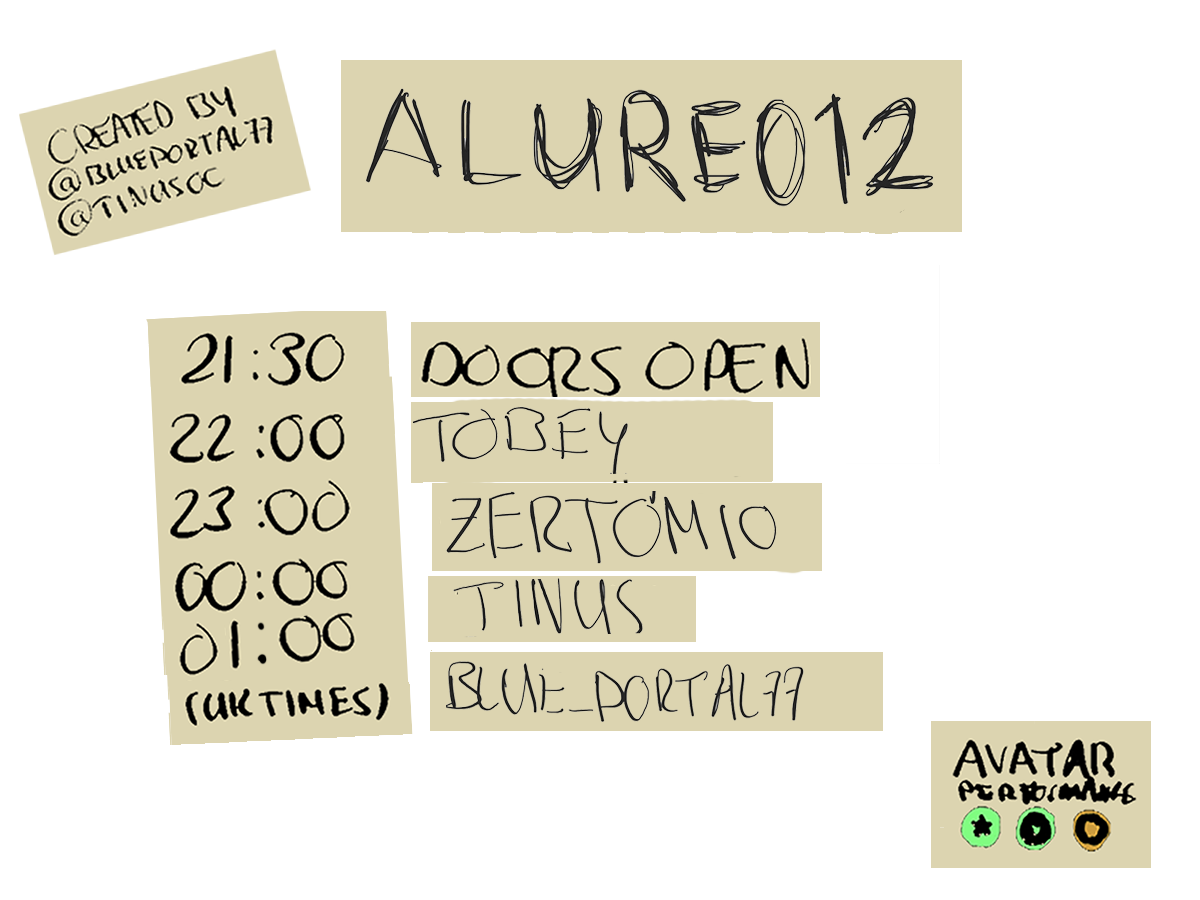 CREATED BY
@BLUEPORTAL77
@TINUSOC
ALURE012
21:30 DOORS OPEN
22:00 TOBEY
23:00 ZERTÖMIO
00:00 TINUS
01:00 BLUE_PORTAL77
(UK TIMES)
AVATAR
PERFORMANCE